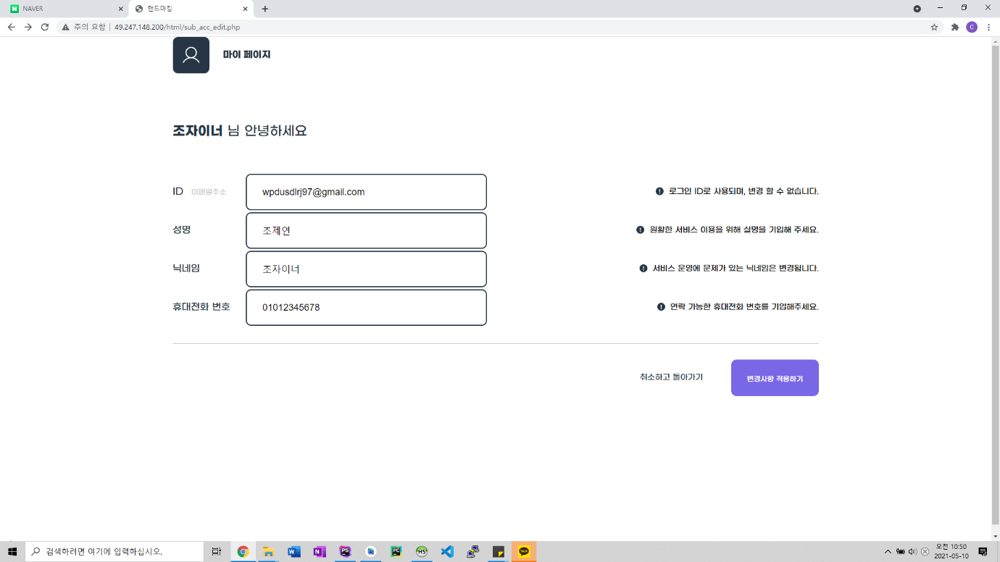 NAVER
랜드마킹
주의 요함 | 49.247.148.200/html/sub_acc_edit.php
C
마이 페이지
조자이너 님 안녕하세요
ID 이메일주소 wpdusdlrj97@gmail.com 로그인 ID로 사용되며, 변경 할 수 없습니다.
성명 조제연 원활한 서비스 이용을 위해 실명을 기입해 주세요.
닉네임 조자이너 서비스 운영에 문제가 있는 닉네임은 변경됩니다.
휴대전화 번호 01012345678 연락 가능한 휴대전화 번호를 기입해주세요.
취소하고 돌아가기 변경사항 적용하기
검색하려면 여기에 입력하십시오.
오전 10:50
2021-05-10